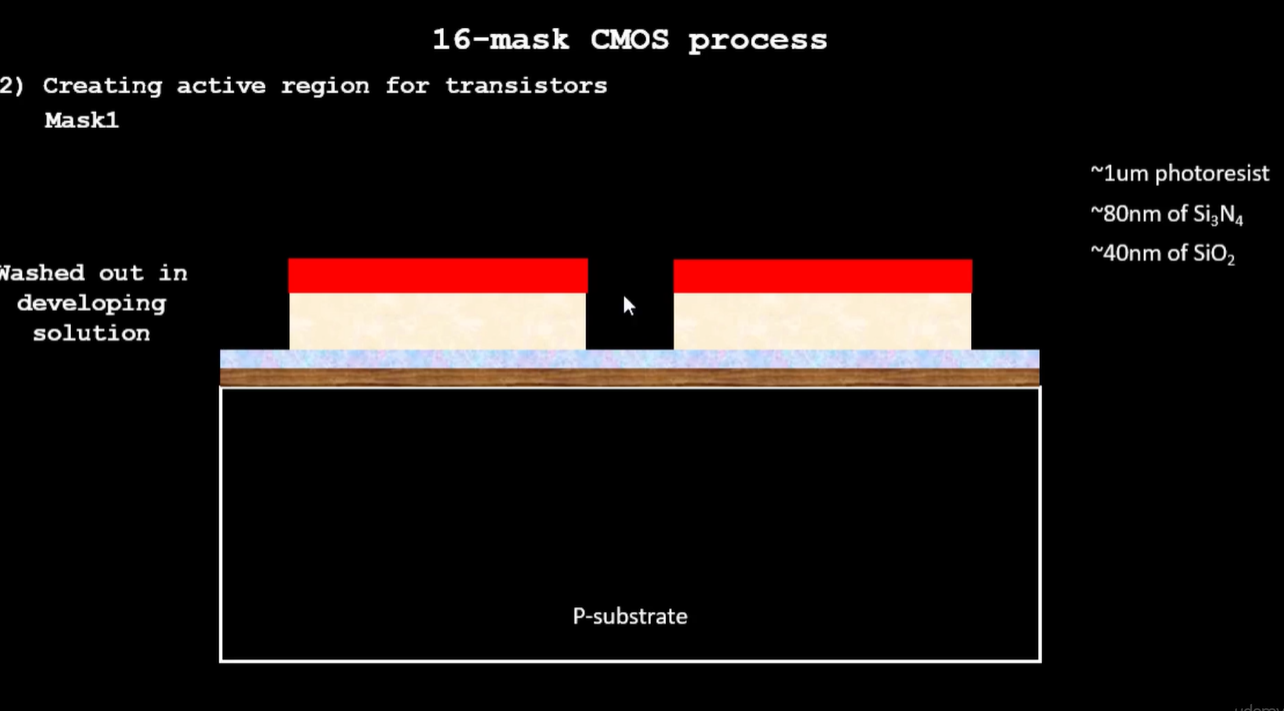 16-mask CMOS process
2) Creating active region for transistors
Mask1
~1um photoresist
~80nm of Si₃N₄
~40nm of SiO₂
Washed out in
developing
solution
P-substrate